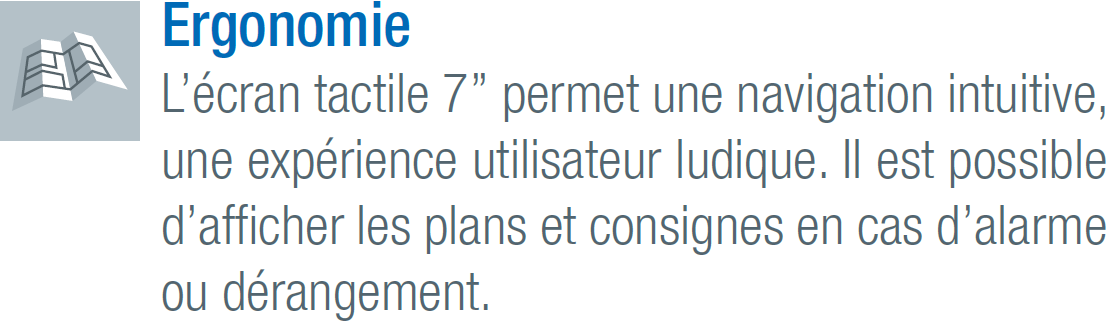 Ergonomie
L’écran tactile 7” permet une navigation intuitive,
une expérience utilisateur ludique. Il est possible
d’afficher les plans et consignes en cas d’alarme
ou dérangement.